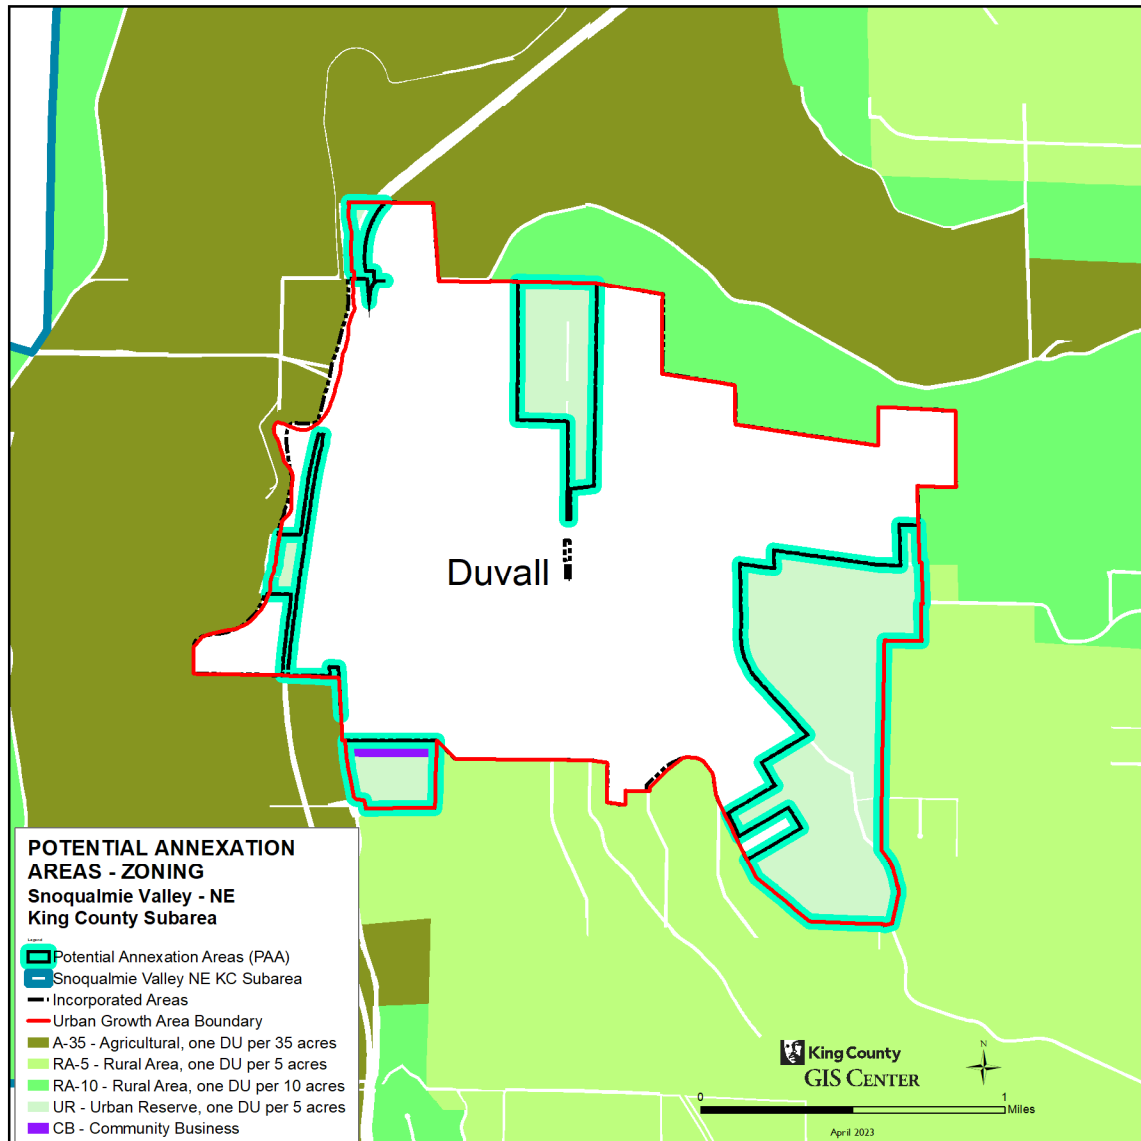 Duvall
POTENTIAL ANNEXATION
AREAS - ZONING
Snoqualmie Valley - NE
King County Subarea
Legend
Potential Annexation Areas (PAA)
Snoqualmie Valley NE KC Subarea
Incorporated Areas
Urban Growth Area Boundary
A-35 - Agricultural, one DU per 35 acres
RA-5 - Rural Area, one DU per 5 acres
RA-10 - Rural Area, one DU per 10 acres
UR - Urban Reserve, one DU per 5 acres
CB - Community Business
King County
GIS CENTER
N
0 1
Miles
April 2023